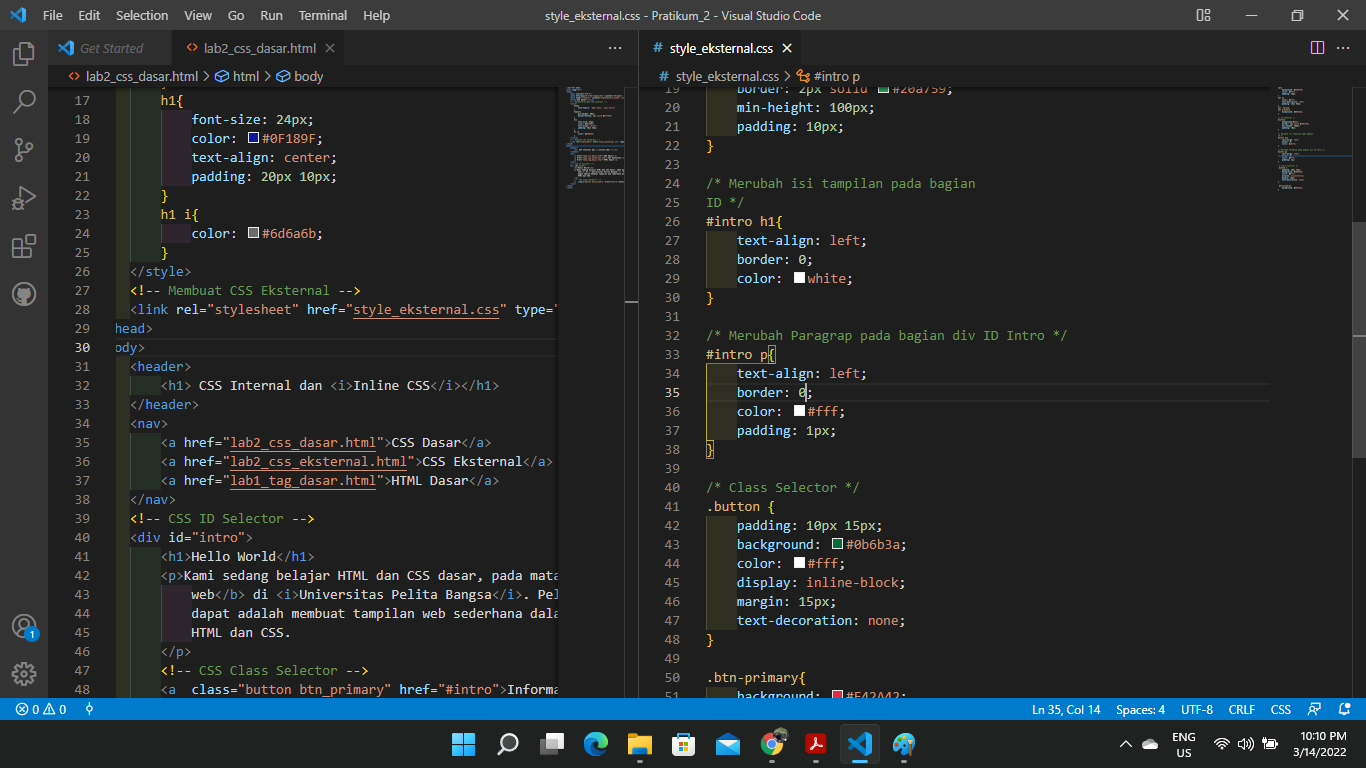 File Edit Selection View Go Run Terminal Help
style_eksternal.css - Pratikum_2 - Visual Studio Code
Get Started
<> lab2_css_dasar.html ×
<> lab2_css_dasar.html > html > body
17 h1{
18 font-size: 24px;
19 color: #0F189F;
20 text-align: center;
21 padding: 20px 10px;
22 }
23 h1 i{
24 color: #6d6a6b;
25 }
26 </style>
27 <!-- Membuat CSS Eksternal -->
28 <link rel="stylesheet" href="style_eksternal.css" type="
29 head>
30 ody>
31 <header>
32 <h1> CSS Internal dan <i>Inline CSS</i></h1>
33 </header>
34 <nav>
35 <a href="lab2_css_dasar.html">CSS Dasar</a>
36 <a href="lab2_css_eksternal.html">CSS Eksternal</a>
37 <a href="lab1_tag_dasar.html">HTML Dasar</a>
38 </nav>
39 <!-- CSS ID Selector -->
40 <div id="intro">
41 <h1>Hello World</h1>
42 <p>Kami sedang belajar HTML dan CSS dasar, pada mata
43 web</b> di <i>Universitas Pelita Bangsa</i>. Pel
44 dapat adalah membuat tampilan web sederhana dala
45 HTML dan CSS.
46 </p>
47 <!-- CSS Class Selector -->
48 <a  class="button btn_primary" href="#intro">Informa
# style_eksternal.css ×
# style_eksternal.css > #intro p
19 border: 2px solid #20a759;
20 min-height: 100px;
21 padding: 10px;
22 }
23
24 /* Merubah isi tampilan pada bagian
25 ID */
26 #intro h1{
27 text-align: left;
28 border: 0;
29 color: white;
30 }
31
32 /* Merubah Paragrap pada bagian div ID Intro */
33 #intro p{
34 text-align: left;
35 border: 0;
36 color: #fff;
37 padding: 1px;
38 }
39
40 /* Class Selector */
41 .button {
42 padding: 10px 15px;
43 background: #0b6b3a;
44 color: #fff;
45 display: inline-block;
46 margin: 15px;
47 text-decoration: none;
48 }
49
50 .btn-primary{
51 background: #E42A42;
1
0 0
Ln 35, Col 14 Spaces: 4 UTF-8 CRLF CSS
ENG
US
10:10 PM
3/14/2022